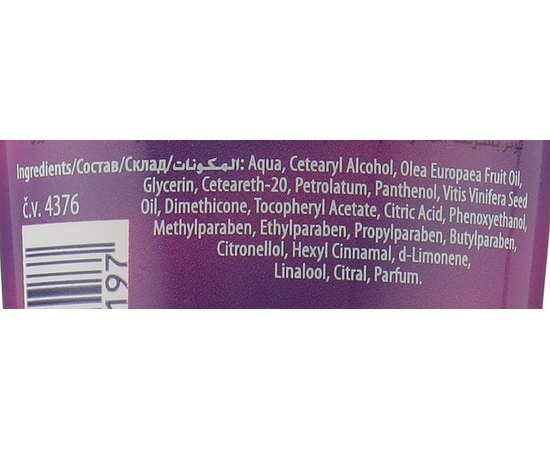 Ingredients/Состав/Склад/المكونات: Aqua, Cetearyl Alcohol, Olea Europaea Fruit Oil,
Glycerin, Ceteareth-20, Petrolatum, Panthenol, Vitis Vinifera Seed
č.v. 4376
Oil, Dimethicone, Tocopheryl Acetate, Citric Acid, Phenoxyethanol,
Methylparaben, Ethylparaben, Propylparaben, Butylparaben,
Citronellol, Hexyl Cinnamal, d-Limonene,
Linalool, Citral, Parfum.
197